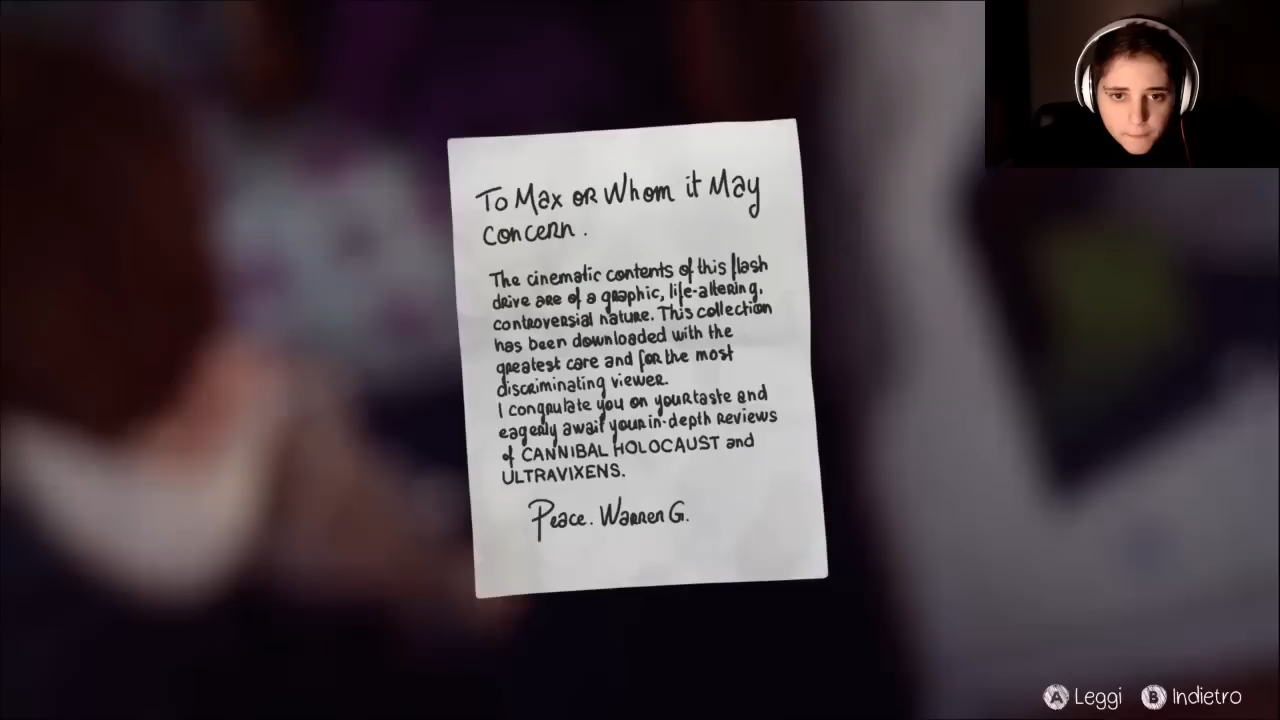 To Max or Whom it May
Concern.
The cinematic contents of this flash
drive are of a graphic, life-altering,
controversial nature. This collection
has been downloaded with the
greatest care and for the most
discriminating viewer.
I congrulate you on your taste and
eagerly await your in-depth reviews
of CANNIBAL HOLOCAUST and
ULTRAVIXENS.
Peace. Warren G.
A Leggi B Indietro